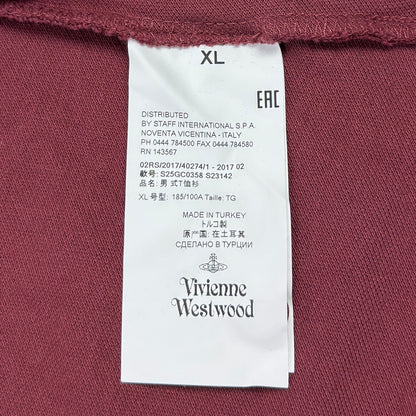 XL
EAC
DISTRIBUTED
BY STAFF INTERNATIONAL S.P.A.
NOVENTA VICENTINA - ITALY
PH 0444 784500 FAX 0444 784580
RN 143567
02RS/2017/40274/1 - 2017 02
款号: S25GC0358 S23142
品名: 男式T恤衫
XL 号型: 185/100A Taille: TG
MADE IN TURKEY
トルコ製
原产国: 在土耳其
СДЕЛАНО В ТУРЦИИ
Vivienne
Westwood